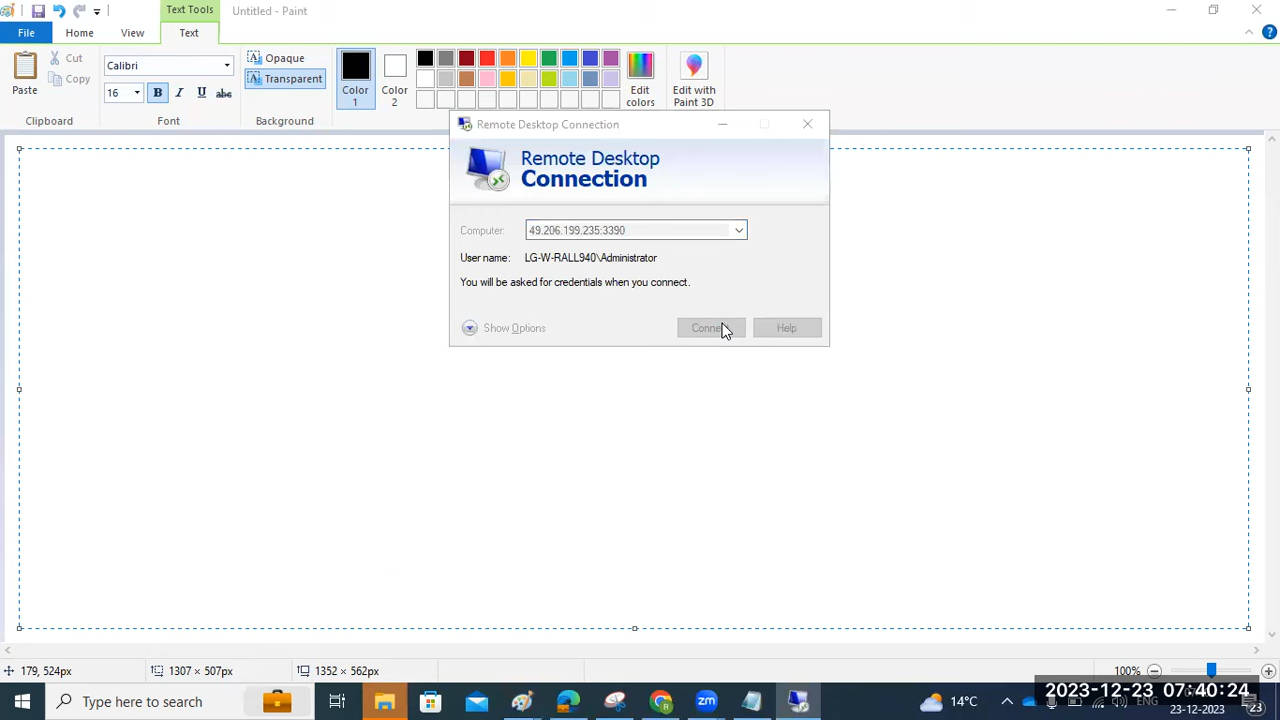 Text Tools
Untitled - Paint
File
Home
View
Text
Paste
Cut
Copy
Clipboard
Calibri
16
B
I
U
abc
Font
Opaque
Transparent
Background
Color
1
Color
2
Edit
colors
Edit with
Paint 3D
Remote Desktop Connection
Remote Desktop
Connection
Computer:
49.206.199.235:3390
User name:
LG-W-RALL940\Administrator
You will be asked for credentials when you connect.
Show Options
Help
179, 524px
1307 × 507px
1352 × 562px
100%
Type here to search
zm
14°C
ENG
2023-12-23 07:40:24
23-12-2023
23